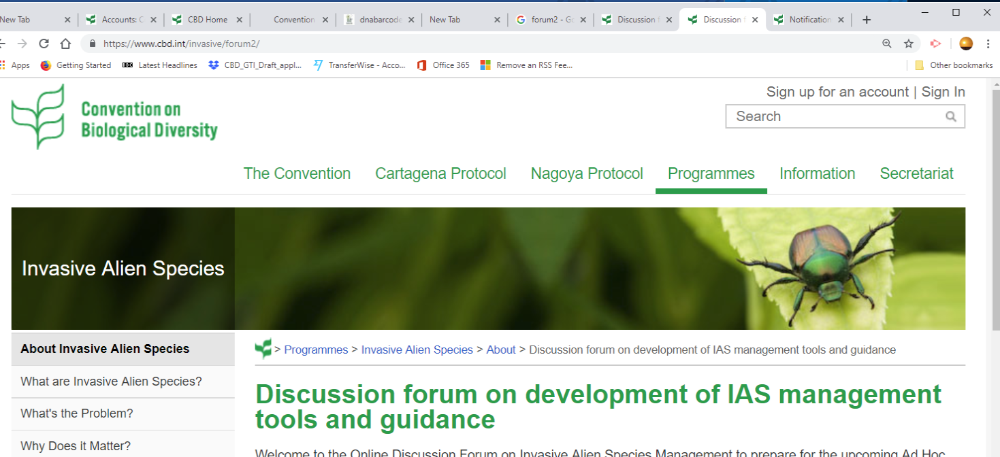 New Tab
Accounts: C
CBD Home
Convention
dnabarcode
New Tab
forum2 - Go
Discussion f
Discussion f
Notification
https://www.cbd.int/invasive/forum2/
Apps
Getting Started
BBC Latest Headlines
CBD_GTI_Draft_appl...
TransferWise - Acco...
Office 365
Remove an RSS Fee...
Other bookmarks
Sign up for an account | Sign In
Convention on
Biological Diversity
Search
The Convention
Cartagena Protocol
Nagoya Protocol
Programmes
Information
Secretariat
Invasive Alien Species
About Invasive Alien Species
What are Invasive Alien Species?
What's the Problem?
Why Does it Matter?
> Programmes > Invasive Alien Species > About > Discussion forum on development of IAS management tools and guidance
Discussion forum on development of IAS management
tools and guidance
Welcome to the Online Discussion Forum on Invasive Alien Species Management to prepare for the upcoming Ad Hoc